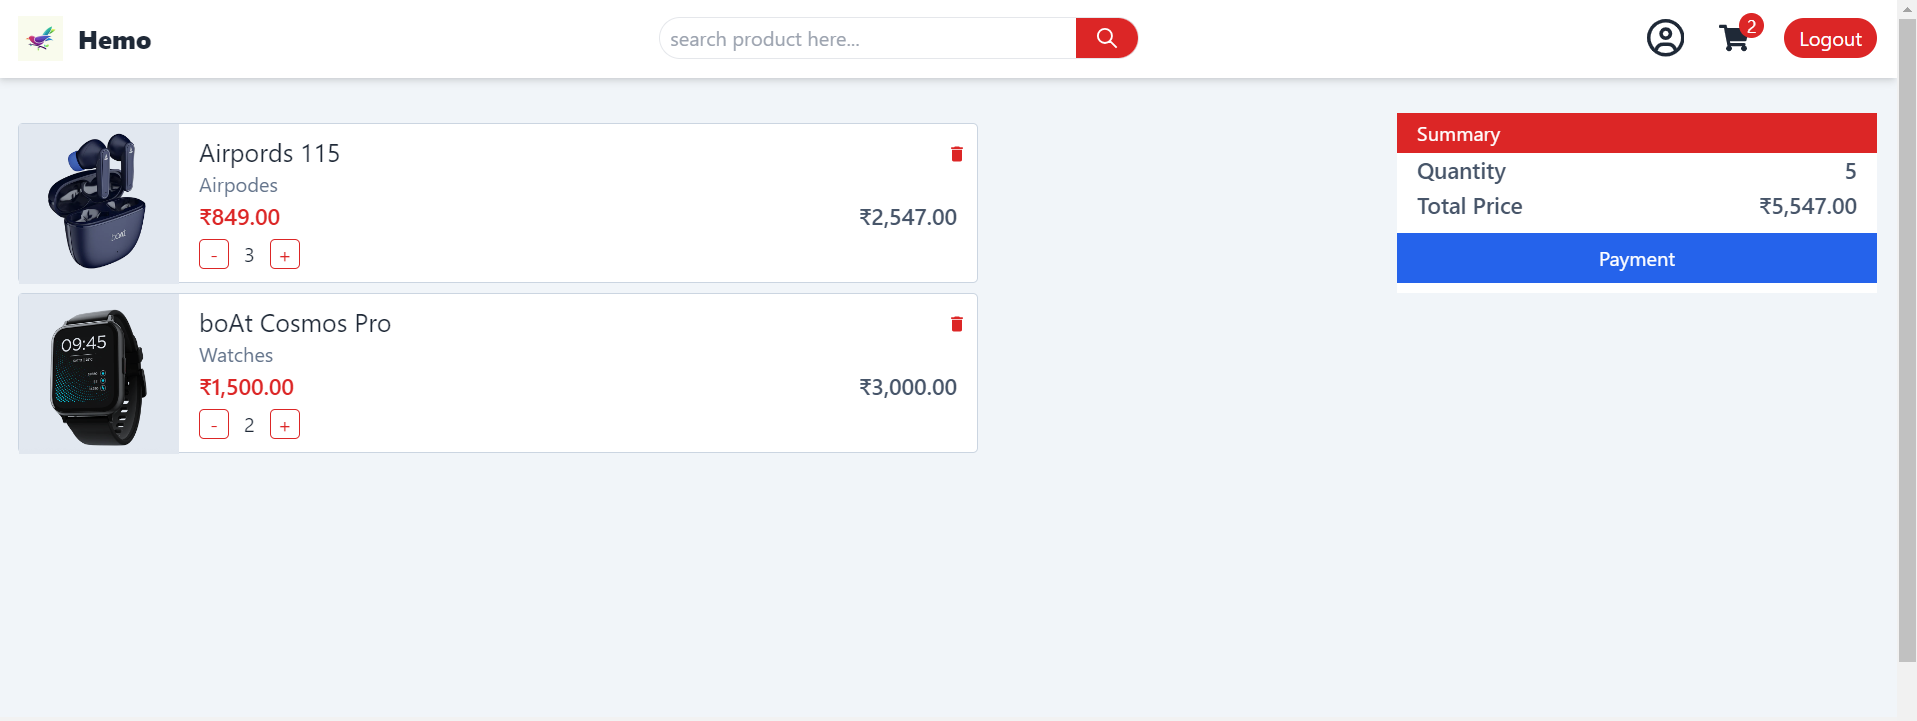 Hemo
search product here...
2
Logout
Airpords 115
Airpodes
₹849.00
₹2,547.00
- 3 +
boAt Cosmos Pro
Watches
₹1,500.00
₹3,000.00
- 2 +
09:45
Summary
Quantity 5
Total Price ₹5,547.00
Payment